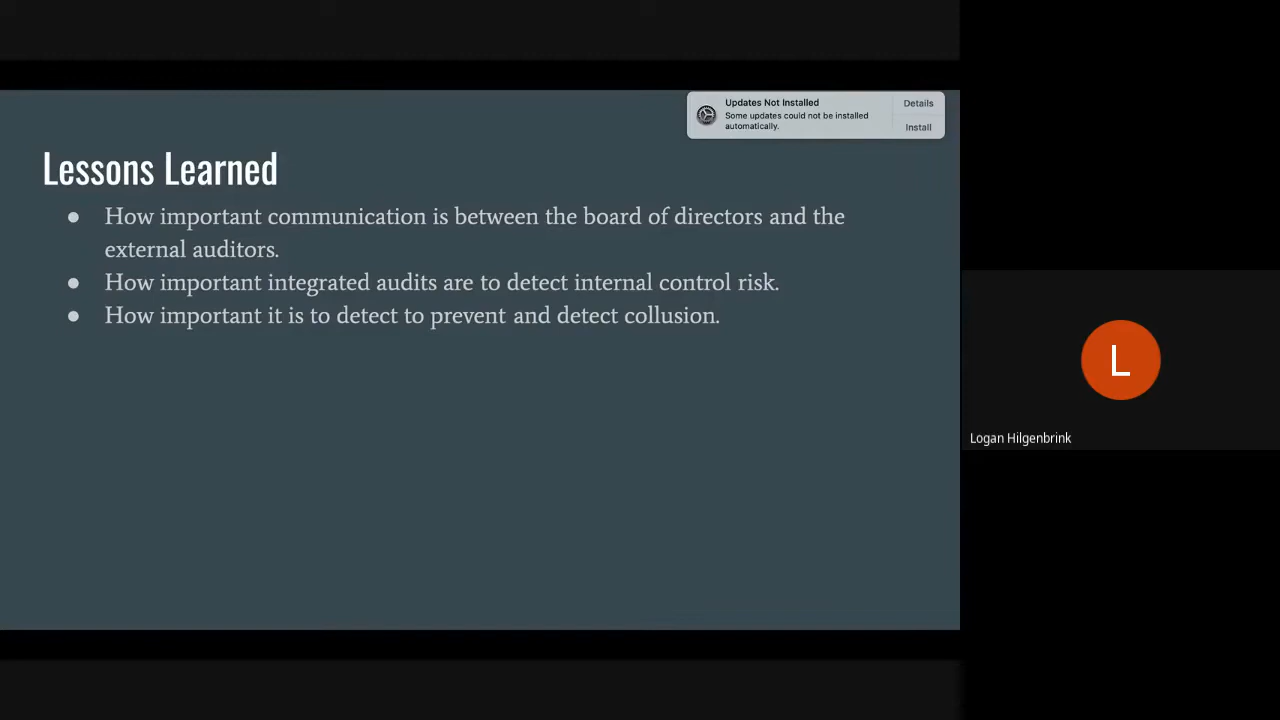 Updates Not Installed
Some updates could not be installed
automatically.
Details
Install
Lessons Learned
● How important communication is between the board of directors and the
external auditors.
● How important integrated audits are to detect internal control risk.
● How important it is to detect to prevent and detect collusion.
L
Logan Hilgenbrink